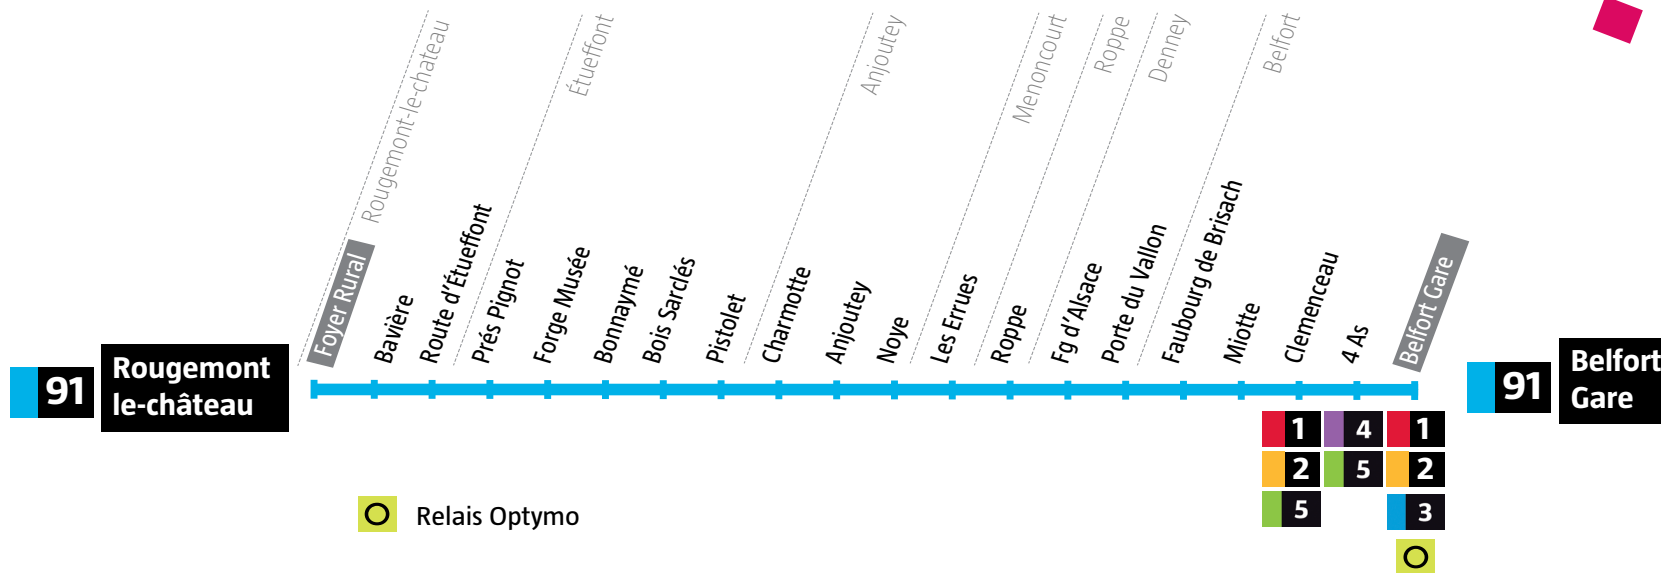 Rougemont-le-chateau
Étueffont
Anjoutey
Menoncourt
Roppe
Denney
Belfort
Foyer Rural
Bavière
Route d'Étueffont
Prés Pignot
Forge Musée
Bonnaymé
Bois Sarclés
Pistolet
Charmotte
Anjoutey
Noye
Les Errues
Roppe
Fg d'Alsace
Porte du Vallon
Faubourg de Brisach
Miotte
Clemenceau
4 As
Belfort Gare
91
Rougemont
le-château
91
Belfort
Gare
1 4 1
2 5 2
5 3
Relais Optymo